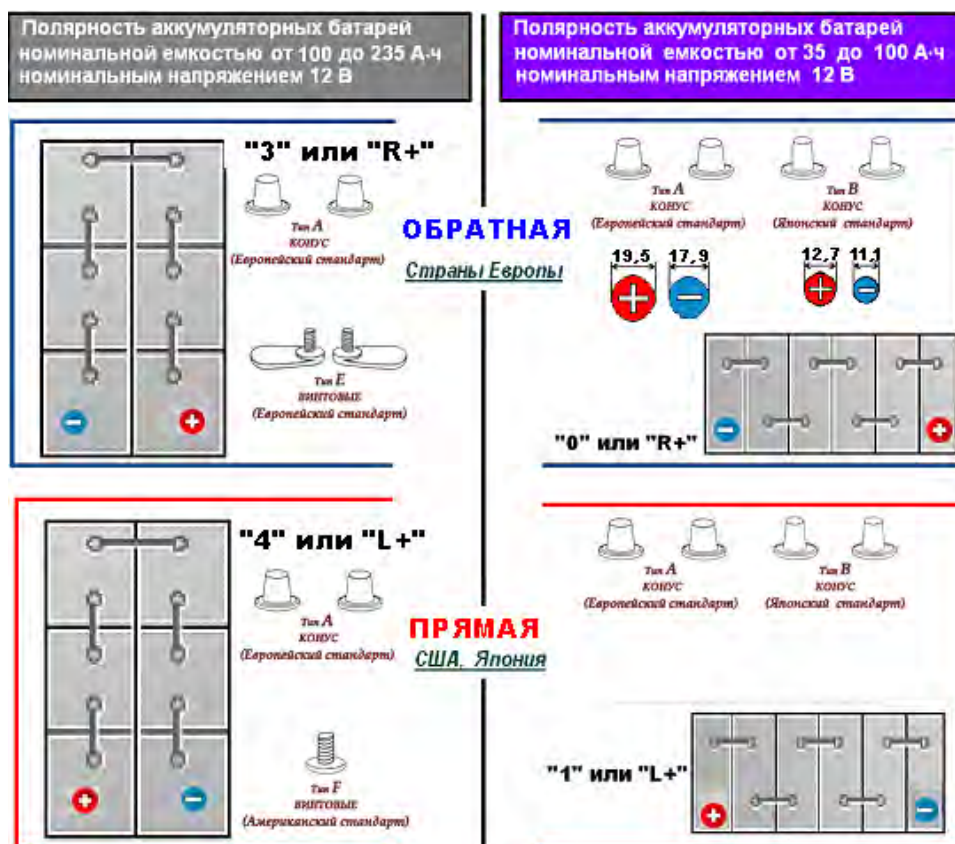 Полярность аккумуляторных батарей
номинальной емкостью от 100 до 235 А·ч
номинальным напряжением 12 В
Полярность аккумуляторных батарей
номинальной емкостью от 35 до 100 А·ч
номинальным напряжением 12 В
"3" или "R+"
Тип A
КОНУС
(Европейский стандарт)
Тип E
ВИНТОВЫЕ
(Европейский стандарт)
ОБРАТНАЯ
Страны Европы
Тип A
КОНУС
(Европейский стандарт)
Тип B
КОНУС
(Японский стандарт)
19,5 17,9
12,7 11,1
+ −
+ −
− +
"0" или "R+"
− +
"4" или "L+"
Тип A
КОНУС
(Европейский стандарт)
Тип F
ВИНТОВЫЕ
(Американский стандарт)
+ −
ПРЯМАЯ
США, Япония
Тип A
КОНУС
(Европейский стандарт)
Тип B
КОНУС
(Японский стандарт)
"1" или "L+"
+ −